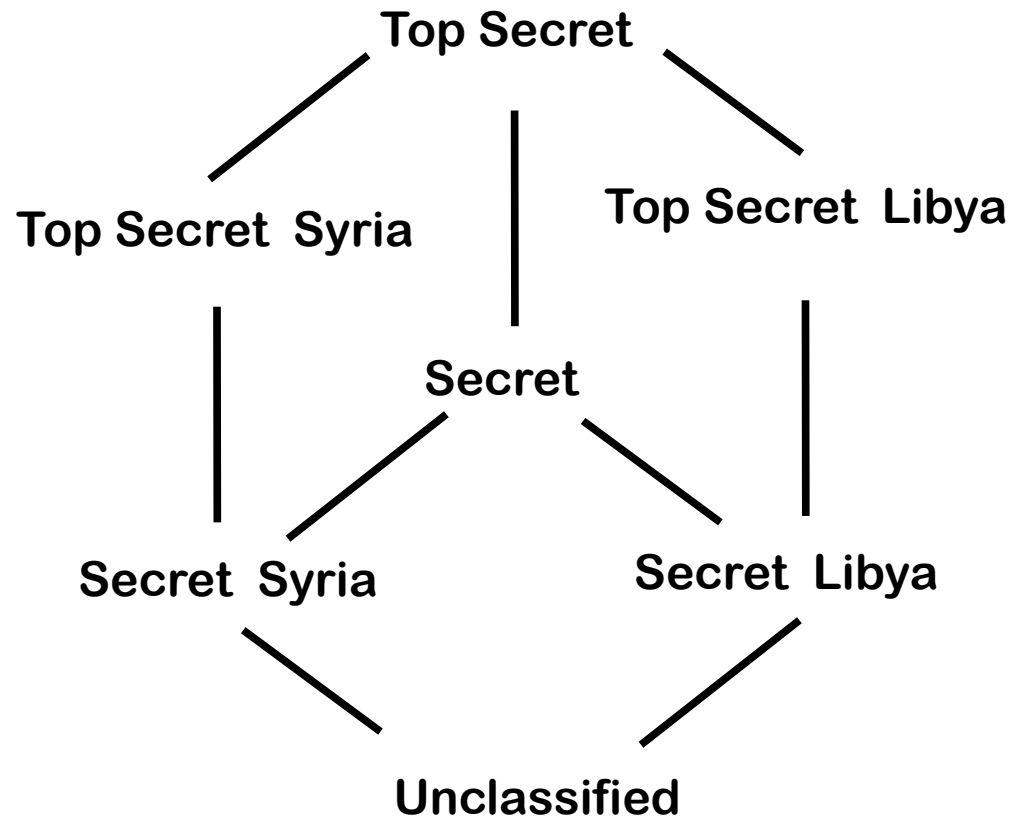 Top Secret
Top Secret Syria
Top Secret Libya
Secret
Secret Syria
Secret Libya
Unclassified